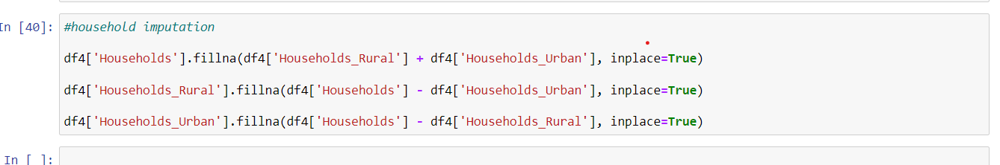 In [40]: #household imputation
df4['Households'].fillna(df4['Households_Rural'] + df4['Households_Urban'], inplace=True)
df4['Households_Rural'].fillna(df4['Households'] - df4['Households_Urban'], inplace=True)
df4['Households_Urban'].fillna(df4['Households'] - df4['Households_Rural'], inplace=True)
In [ ]: